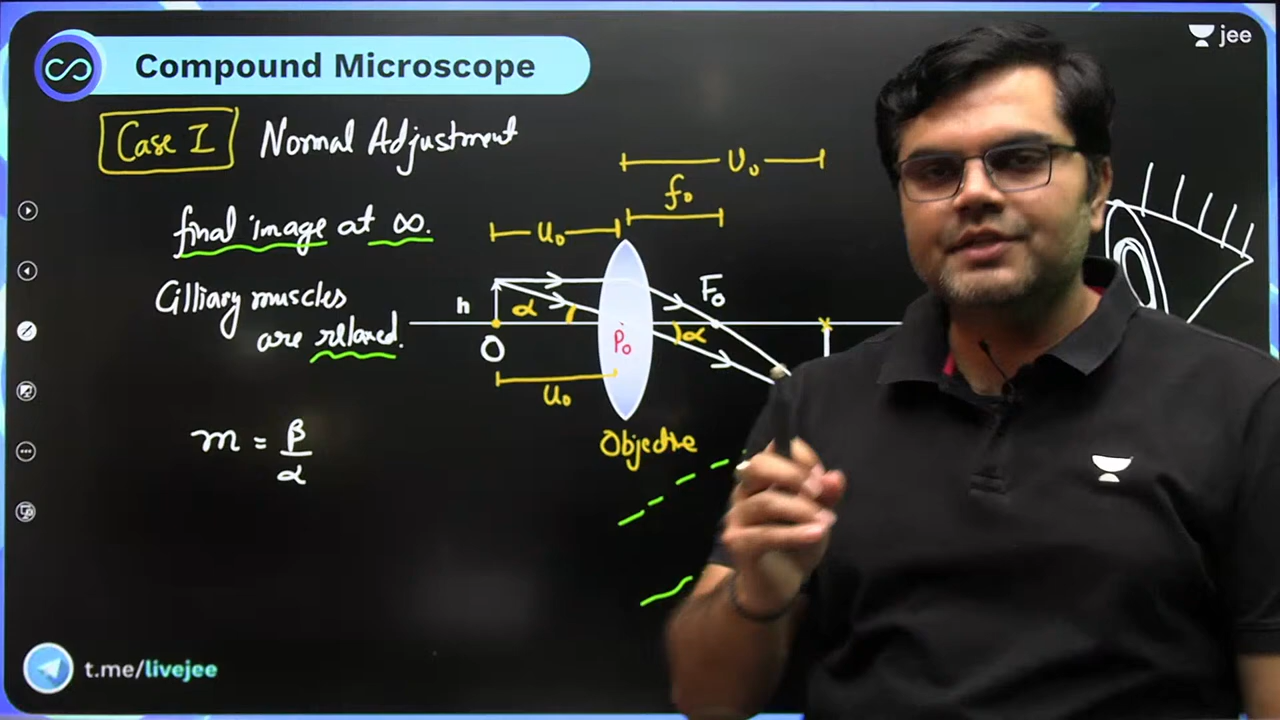 Compound Microscope
jee
Case I Normal Adjustment
final image at ∞.
Cilliary muscles
are relaxed.
m = β/α
U₀
f₀
u₀
F₀
h
α
α
O
P₀
u₀
Objective
t.me/livejee